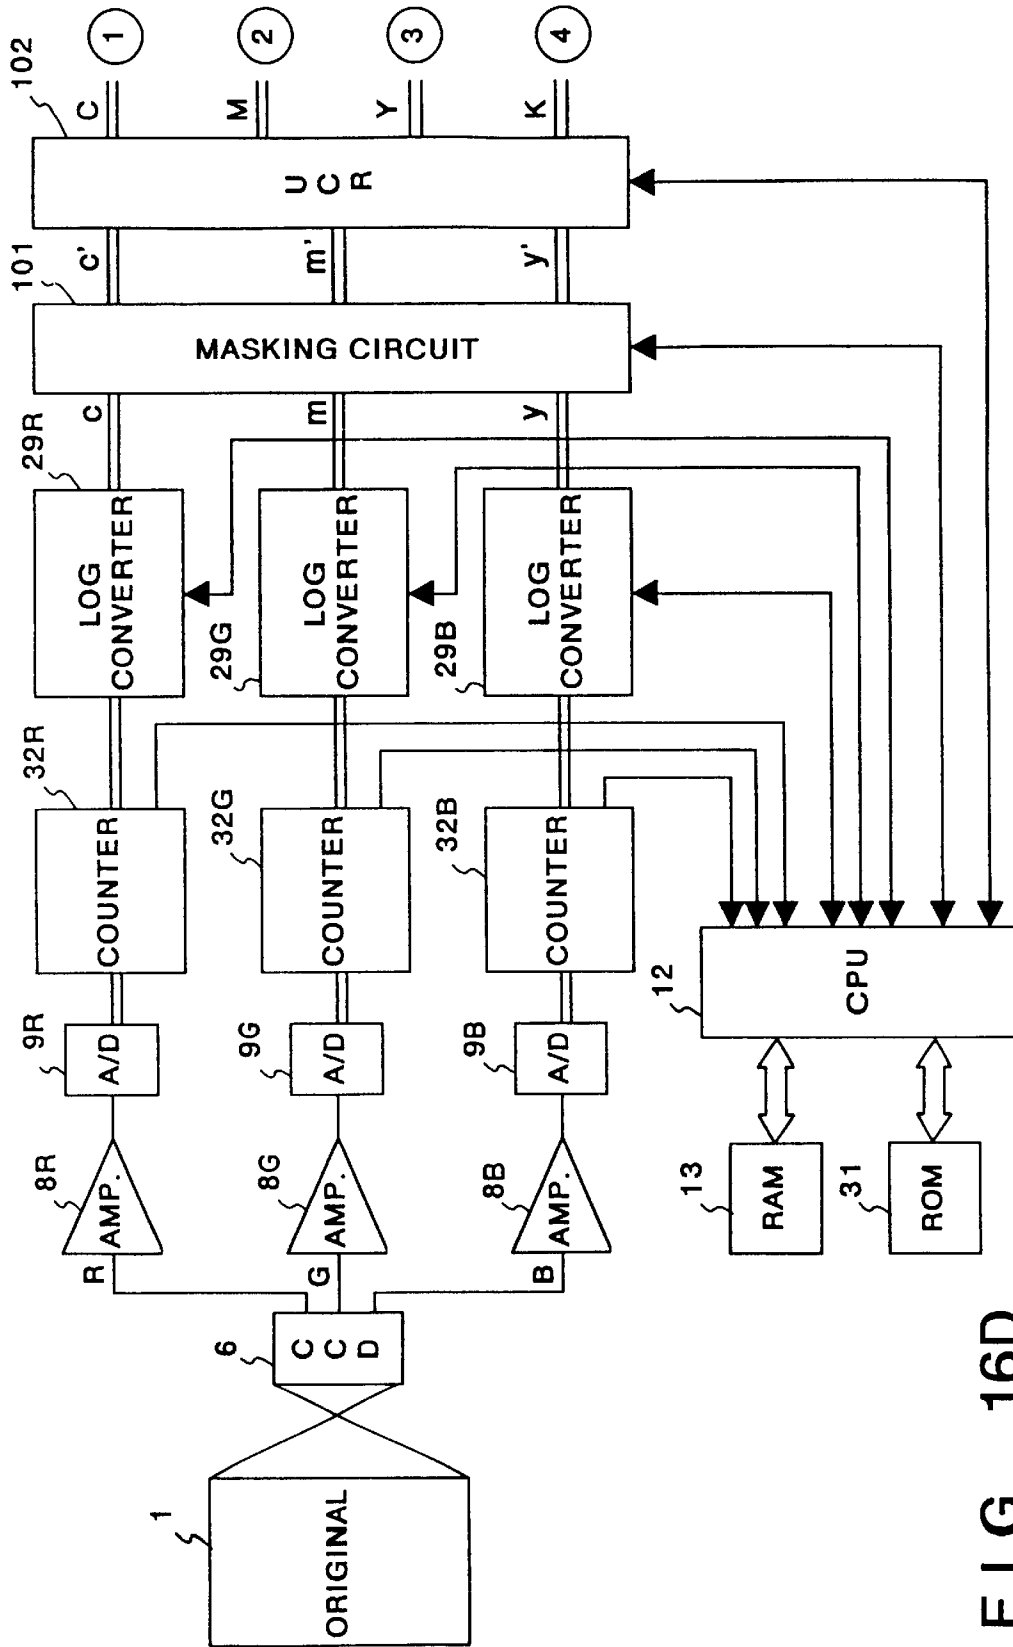 1
ORIGINAL
6
C
C
D
R
G
B
8R
AMP.
8G
AMP.
8B
AMP.
9R
A/D
9G
A/D
9B
A/D
32R
COUNTER
32G
COUNTER
32B
COUNTER
29R
LOG
CONVERTER
29G
LOG
CONVERTER
29B
LOG
CONVERTER
c
m
y
101
MASKING CIRCUIT
c'
m'
y'
102
UCR
C
M
Y
K
1
2
3
4
13
RAM
31
ROM
12
CPU
FIG 16D